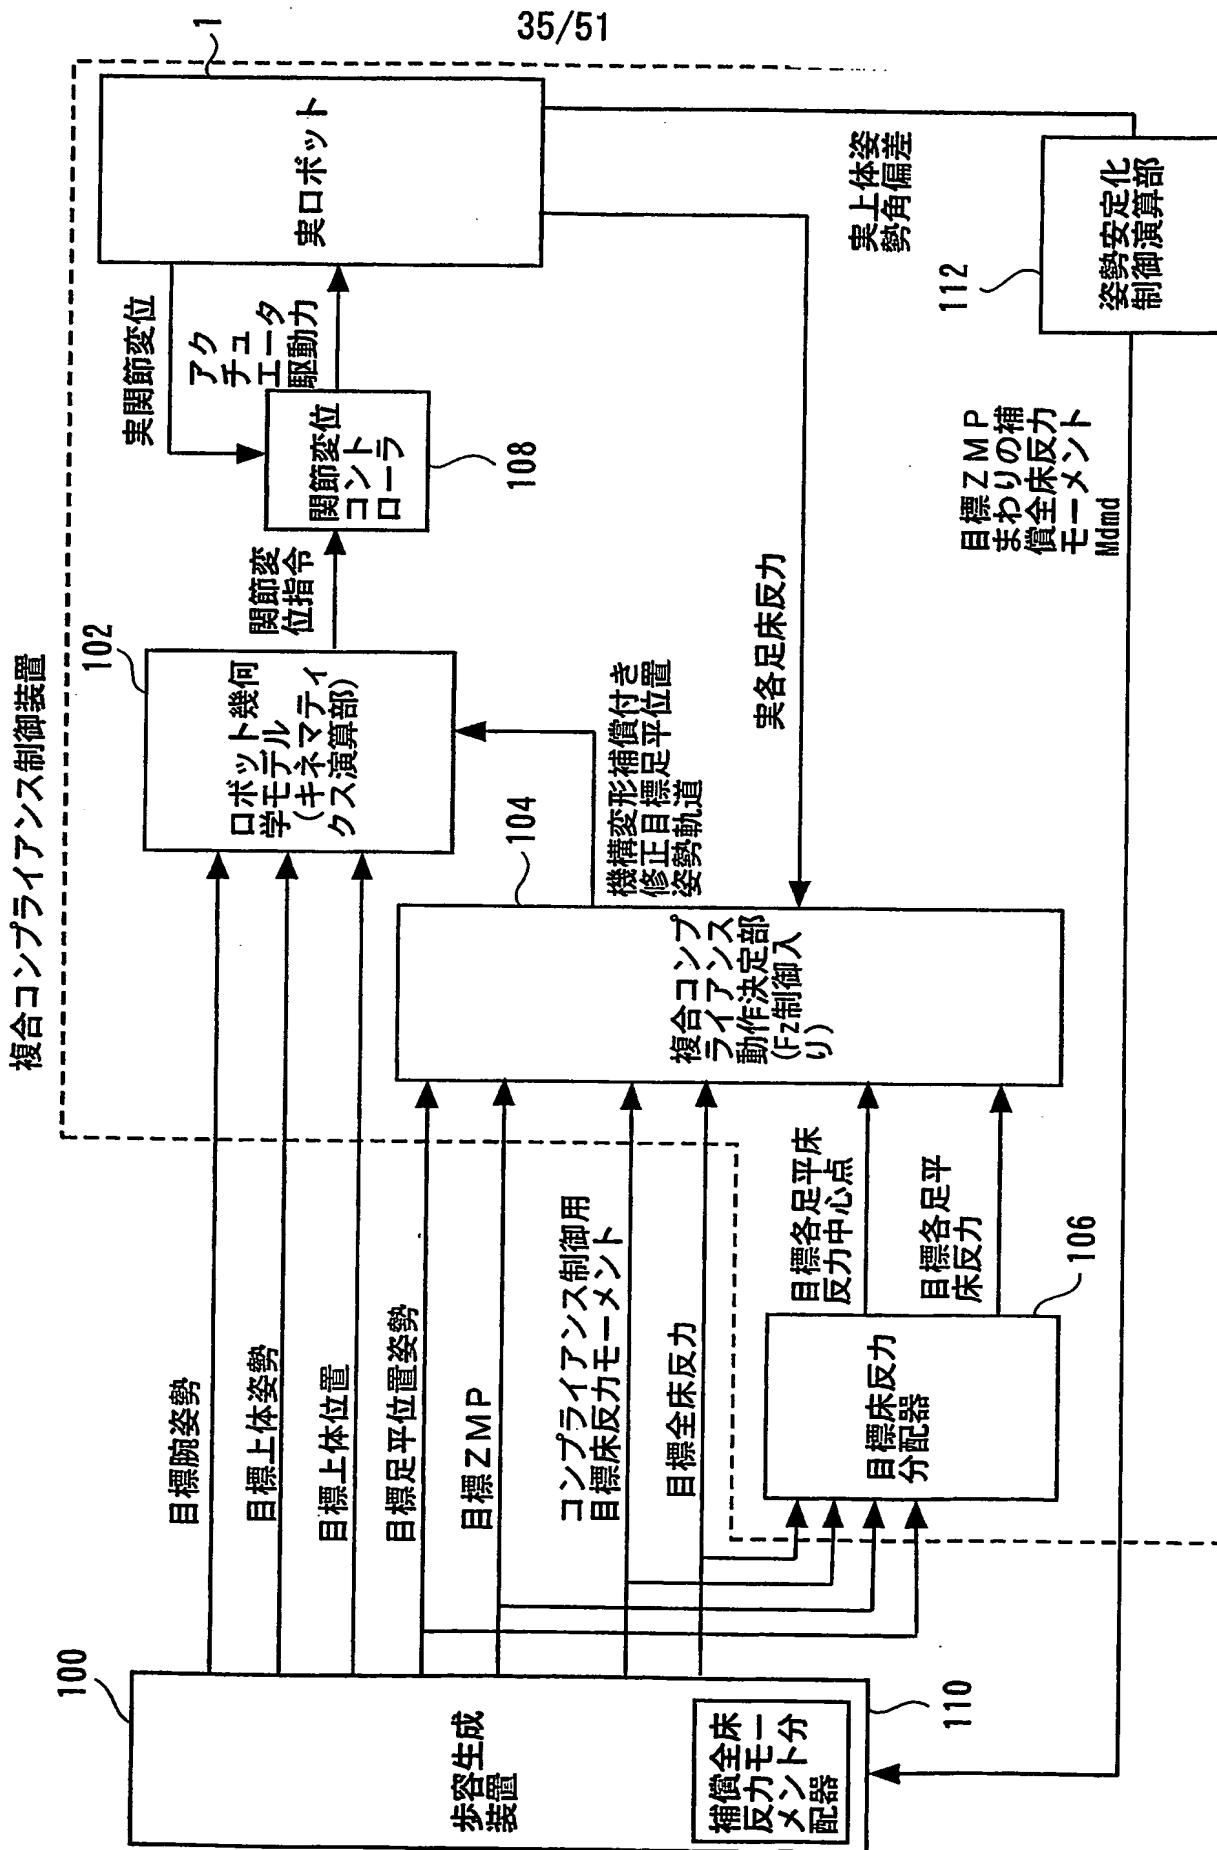 35/51
複合コンプライアンス制御装置
100
歩容生成
装置
補償全床
反力モー
メント分
配器
110
目標腕姿勢
目標上体姿勢
目標上体位置
目標足平位置姿勢
目標ZMP
コンプライアンス制御用
目標床反力モーメント
目標全床反力
目標床反力
分配器
106
目標各足平床
反力中心点
目標各足平
床反力
102
ロボット幾何
学モデル
(キネマティ
クス演算部)
104
複合コンプ
ライアンス
動作決定部
(Fz制御入
り)
機構変形補償付き
修正目標足平位置
姿勢軌道
関節変
位指令
関節変位
コント
ローラ
108
実関節変位
アク
チュ
エータ
駆動力
1
実ロボット
実各足床反力
実上体姿
勢角偏差
112
姿勢安定化
制御演算部
目標ZMP
まわりの補
償全床反力
モーメント
Mdmd